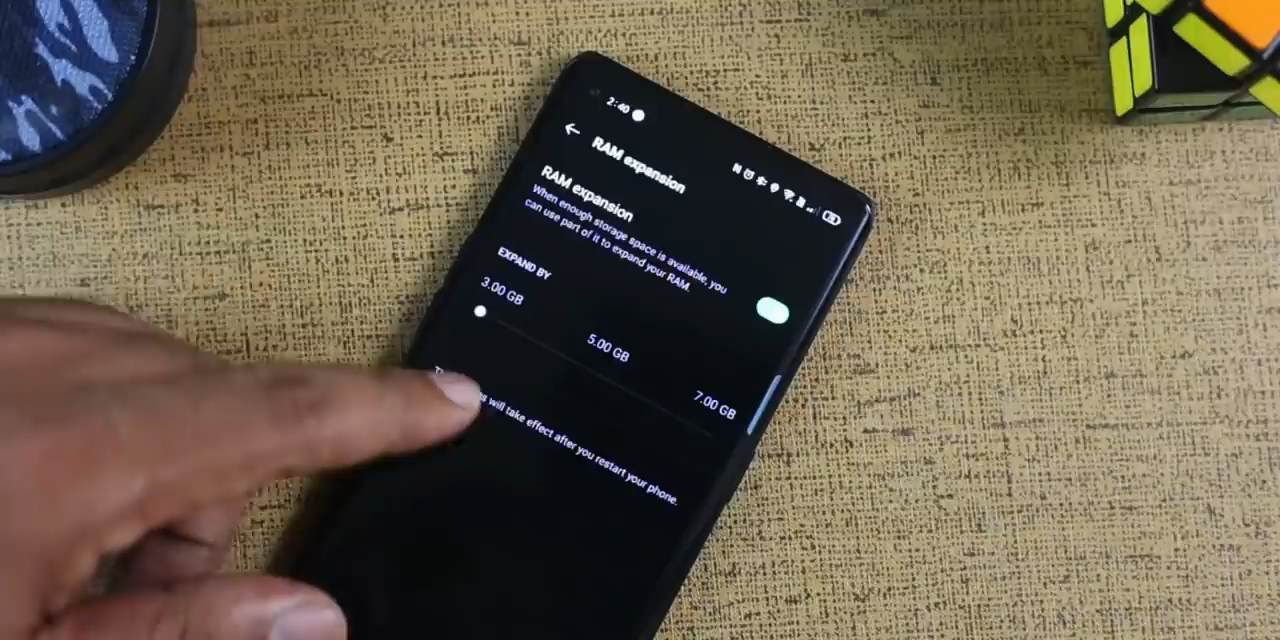 2:40
RAM expansion
RAM expansion
When enough storage space is available, you
can use part of it to expand your RAM.
EXPAND BY
3.00 GB
5.00 GB
7.00 GB
will take effect after you restart your phone.